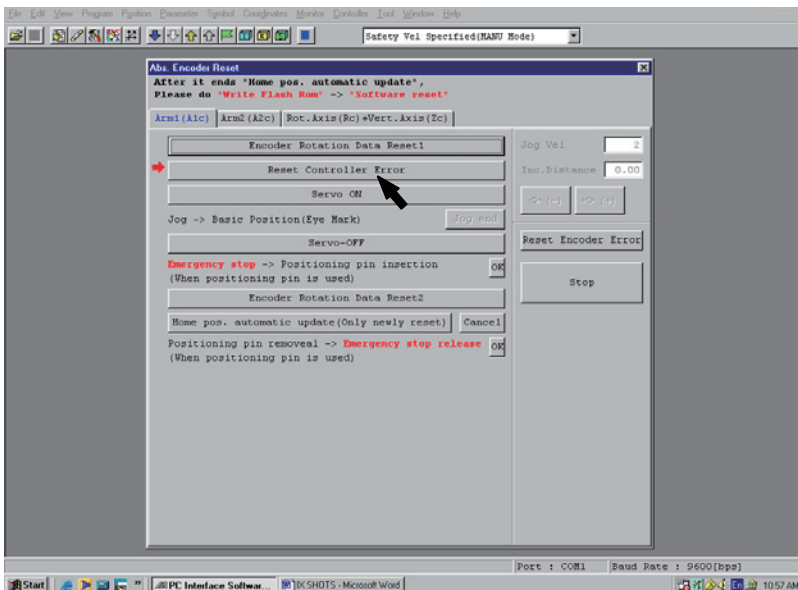 File Edit View Program Position Parameter Symbol Coordinates Monitor Controller Tool Window Help
Safety Vel Specified(MANU Mode)
Abs. Encoder Reset
After it ends "Home pos. automatic update",
Please do "Write Flash Rom" -> "Software reset"
Arm1(A1c) Arm2(A2c) Rot.Axis(Rc)+Vert.Axis(Zc)
Encoder Rotation Data Reset1
Reset Controller Error
Servo ON
Jog -> Basic Position(Eye Mark) Jog end
Servo-OFF
Emergency stop -> Positioning pin insertion OK
(When positioning pin is used)
Encoder Rotation Data Reset2
Home pos. automatic update(Only newly reset) Cancel
Positioning pin removeal -> Emergency stop release OK
(When positioning pin is used)
Jog Vel 2
Inc.Distance 0.00
(-) (+)
Reset Encoder Error
Stop
Port : COM1 Baud Rate : 9600[bps]
Start PC Interface Softwar... IX SHOTS - Microsoft Word En 10:57 AM